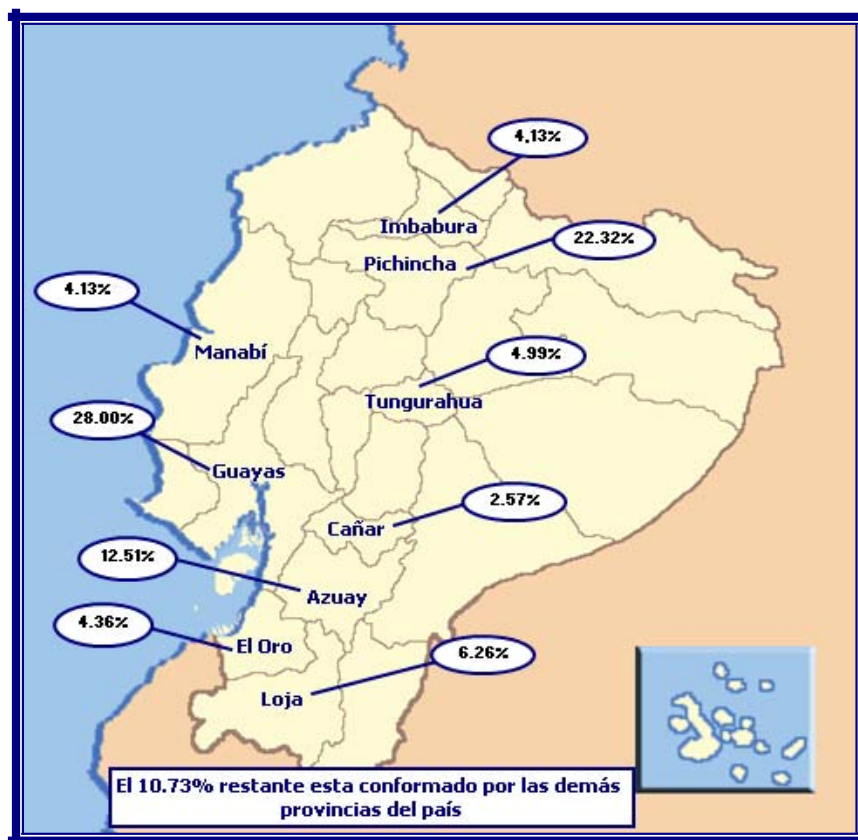 4.13%
Imbabura
22.32%
Pichincha
4.13%
Manabí
4.99%
Tungurahua
28.00%
Guayas
2.57%
Cañar
12.51%
Azuay
4.36%
El Oro
6.26%
Loja
El 10.73% restante esta conformado por las demás
provincias del país